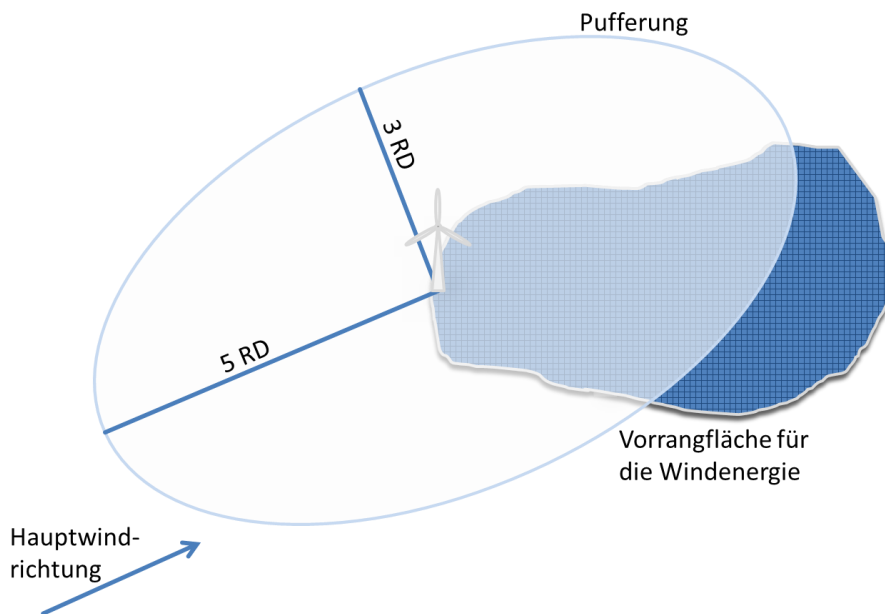 Pufferung
3 RD
5 RD
Vorrangfläche für
die Windenergie
Hauptwind-
richtung